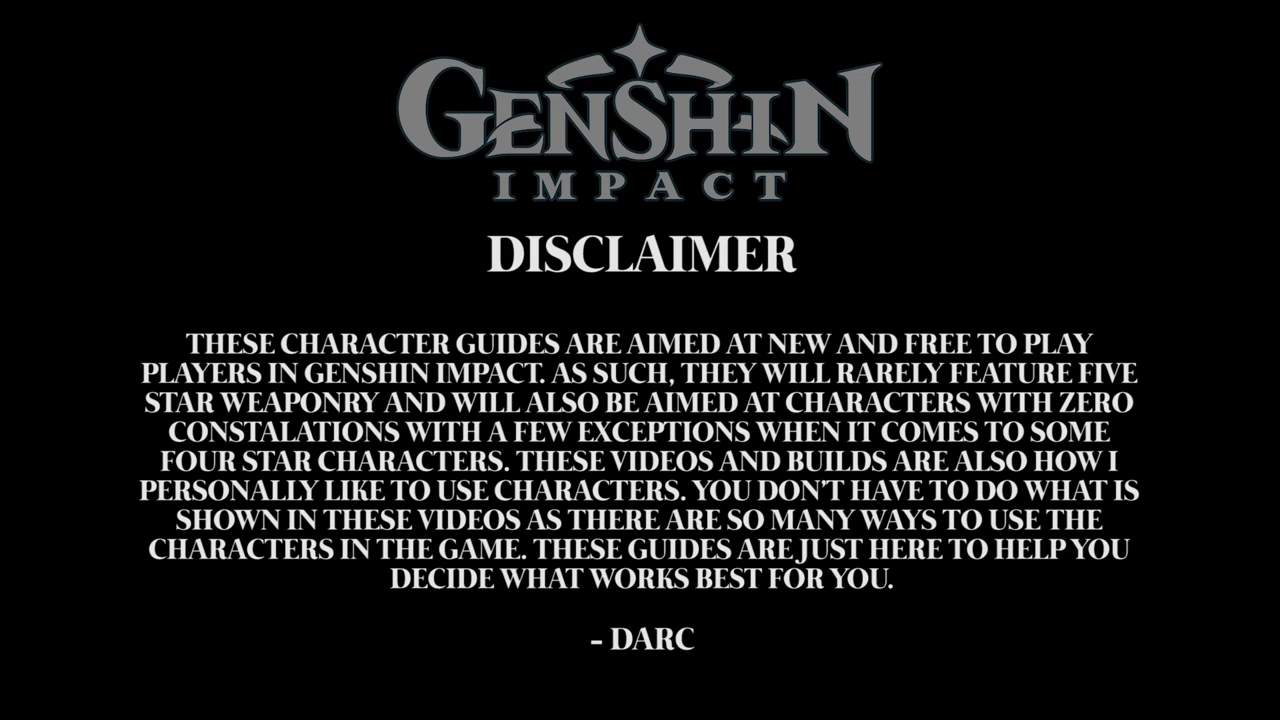 GENSHIN
IMPACT
DISCLAIMER
THESE CHARACTER GUIDES ARE AIMED AT NEW AND FREE TO PLAY
PLAYERS IN GENSHIN IMPACT. AS SUCH, THEY WILL RARELY FEATURE FIVE
STAR WEAPONRY AND WILL ALSO BE AIMED AT CHARACTERS WITH ZERO
CONSTALATIONS WITH A FEW EXCEPTIONS WHEN IT COMES TO SOME
FOUR STAR CHARACTERS. THESE VIDEOS AND BUILDS ARE ALSO HOW I
PERSONALLY LIKE TO USE CHARACTERS. YOU DON'T HAVE TO DO WHAT IS
SHOWN IN THESE VIDEOS AS THERE ARE SO MANY WAYS TO USE THE
CHARACTERS IN THE GAME. THESE GUIDES ARE JUST HERE TO HELP YOU
DECIDE WHAT WORKS BEST FOR YOU.
- DARC